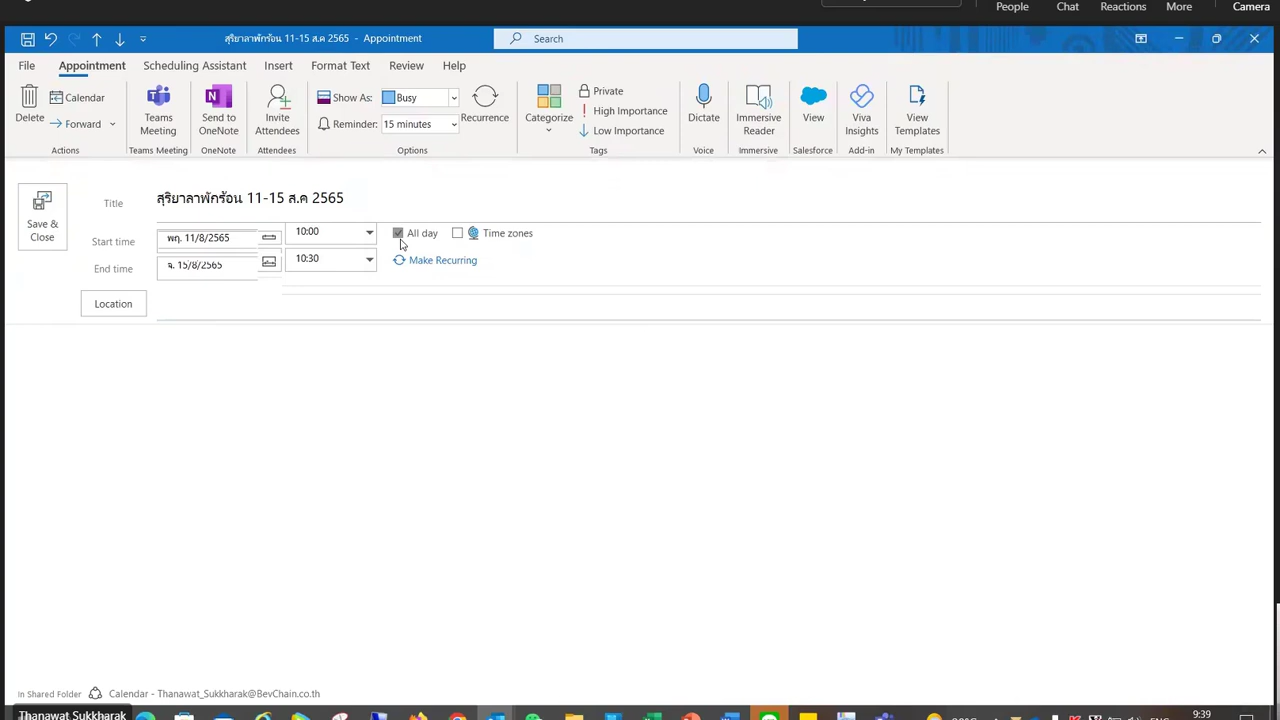 People Chat Reactions More Camera
สุริยาลาพักร้อน 11-15 ส.ค 2565 - Appointment
Search
File Appointment Scheduling Assistant Insert Format Text Review Help
Delete
Calendar
Forward
Actions
Teams Meeting
Teams Meeting
Send to OneNote
OneNote
Invite Attendees
Attendees
Show As: Busy
Reminder: 15 minutes
Recurrence
Options
Categorize
Private
High Importance
Low Importance
Tags
Dictate
Voice
Immersive Reader
Immersive
View
Salesforce
Viva Insights
Add-in
View Templates
My Templates
Save & Close
Title สุริยาลาพักร้อน 11-15 ส.ค 2565
Start time พฤ. 11/8/2565 10:00 All day Time zones
End time จ. 15/8/2565 10:30 Make Recurring
Location
in Shared Folder Calendar - Thanawat_Sukkharak@BevChain.co.th
Thanawat Sukkharak
9:39